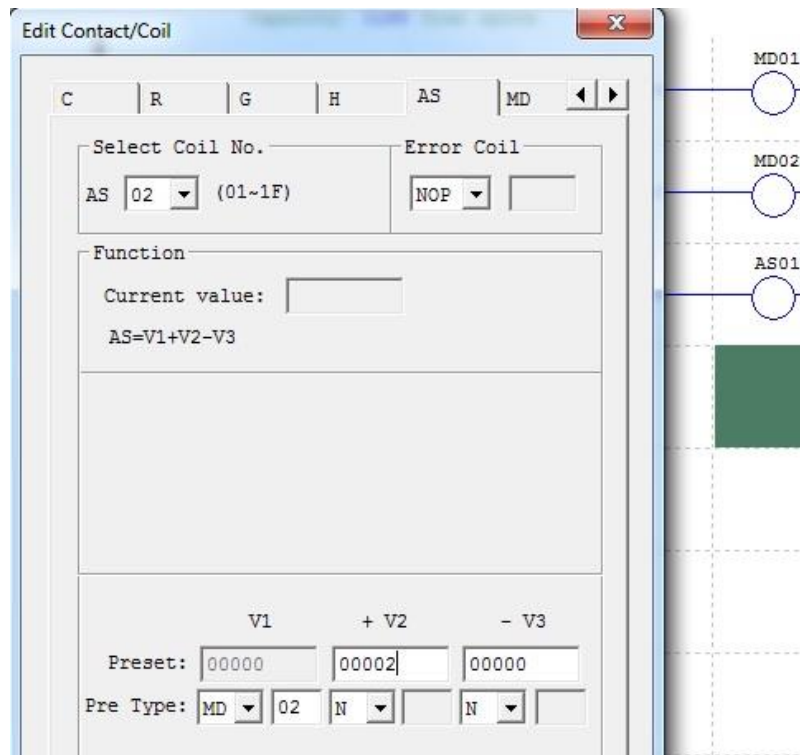 Edit Contact/Coil
x
C R G H AS MD
Select Coil No. Error Coil
AS 02 (01~1F) NOP
Function
Current value:
AS=V1+V2-V3
V1 + V2 - V3
Preset: 00000 00002 00000
Pre Type: MD 02 N N
MD01
MD02
AS01